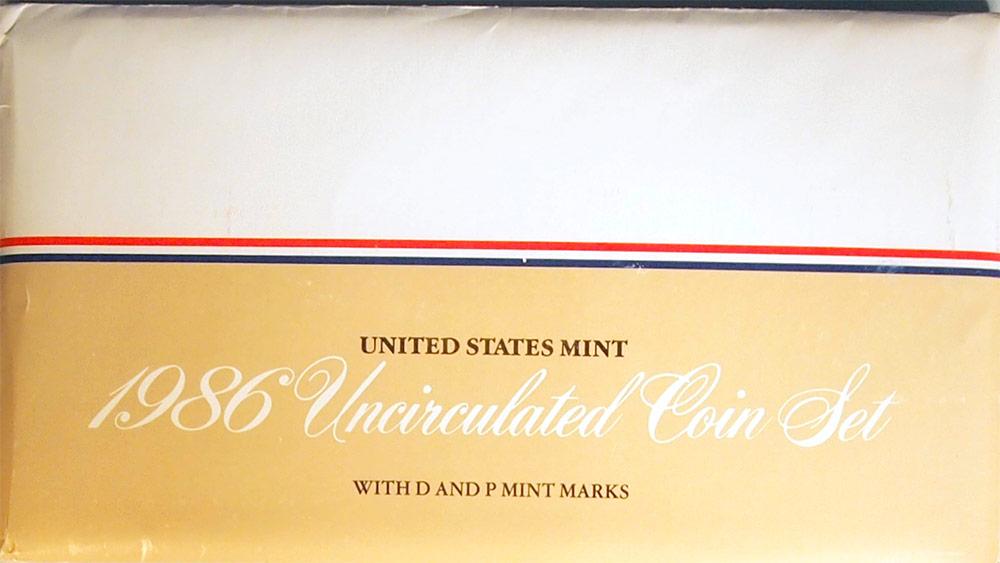 UNITED STATES MINT
1986 Uncirculated Coin Set
WITH D AND P MINT MARKS